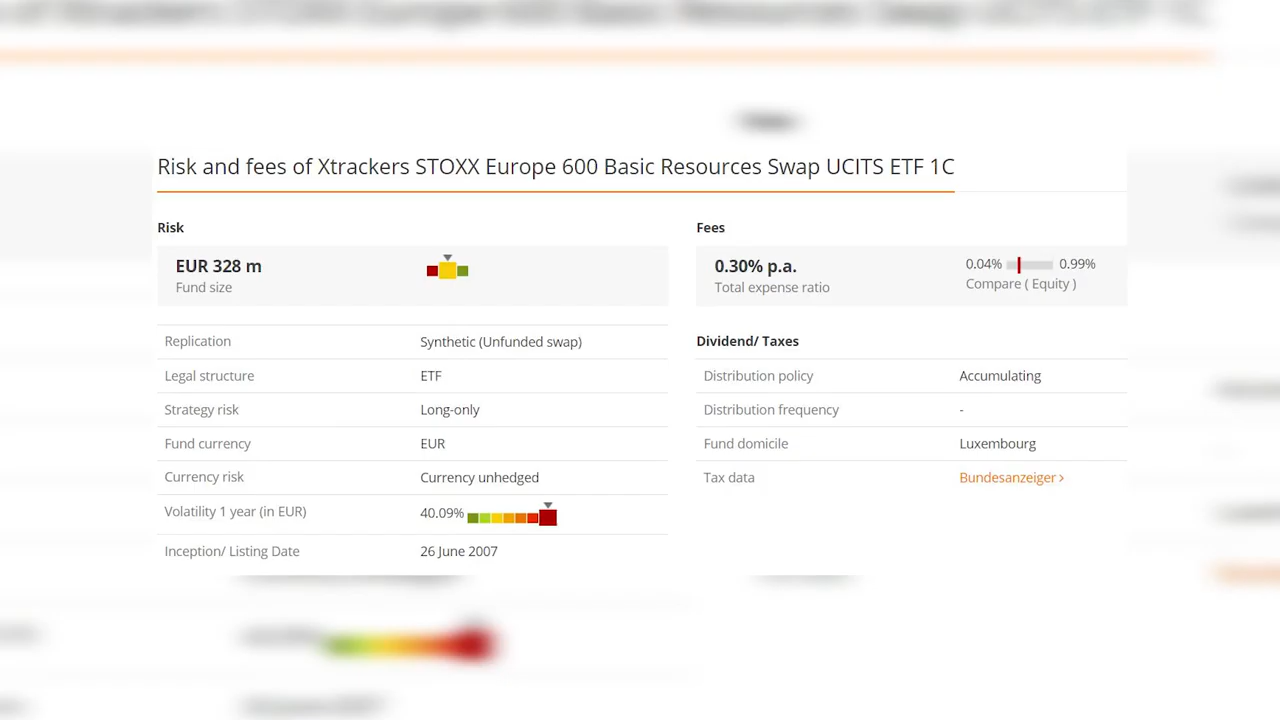 Risk and fees of Xtrackers STOXX Europe 600 Basic Resources Swap UCITS ETF 1C
Risk
EUR 328 m
Fund size
Replication Synthetic (Unfunded swap)
Legal structure ETF
Strategy risk Long-only
Fund currency EUR
Currency risk Currency unhedged
Volatility 1 year (in EUR) 40.09%
Inception/ Listing Date 26 June 2007
Fees
0.30% p.a. 0.04% 0.99%
Total expense ratio Compare ( Equity )
Dividend/ Taxes
Distribution policy Accumulating
Distribution frequency -
Fund domicile Luxembourg
Tax data Bundesanzeiger >